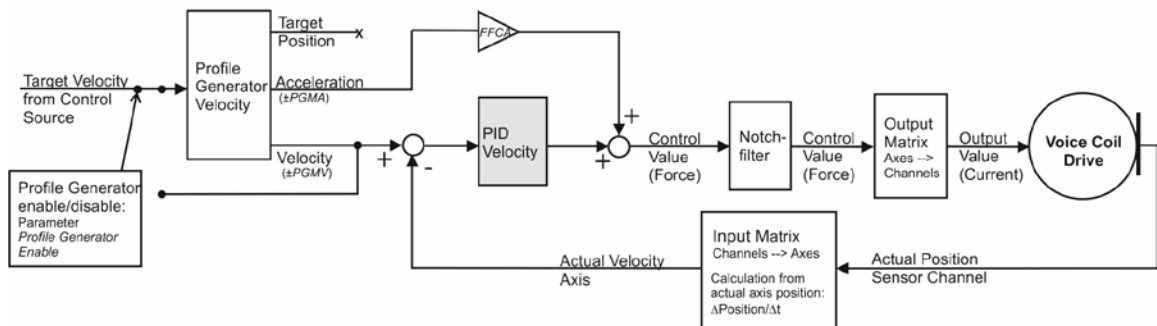 Target Velocity
from Control
Source
Profile Generator
enable/disable:
Parameter
Profile Generator
Enable
Profile
Generator
Velocity
Target
Position
x
Acceleration
(±PGMA)
Velocity
(±PGMV)
FFCA
+
-
PID
Velocity
+
+
Control
Value
(Force)
Notch-
filter
Control
Value
(Force)
Output
Matrix
Axes -->
Channels
Output
Value
(Current)
Voice Coil
Drive
Actual Velocity
Axis
Input Matrix
Channels --> Axes
Calculation from
actual axis position:
ΔPosition/Δt
Actual Position
Sensor Channel